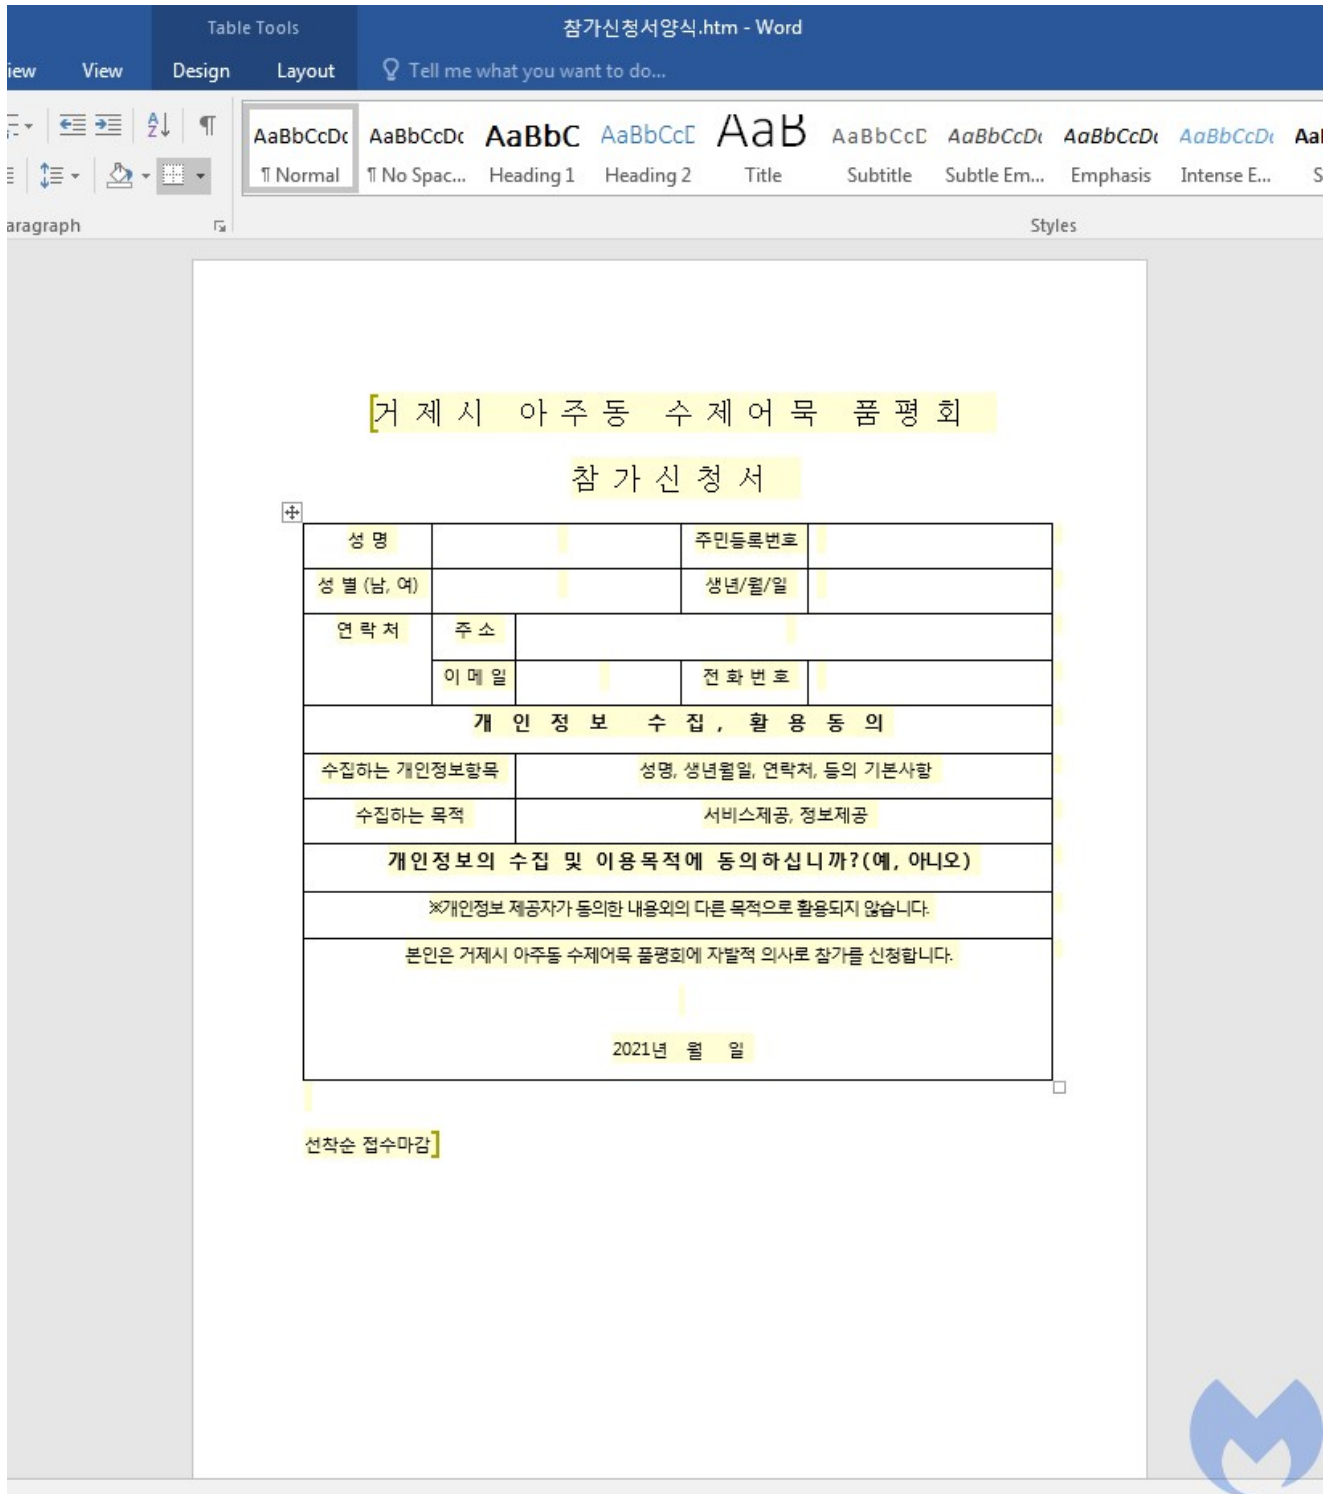 Table Tools
참가신청서양식.htm - Word
iew View Design Layout Tell me what you want to do...
AaBbCcDc AaBbCcDc AaBbC AaBbCcD AaB AaBbCcD AaBbCcDc AaBbCcDc AaBbCcDc Aal
¶ Normal ¶ No Spac... Heading 1 Heading 2 Title Subtitle Subtle Em... Emphasis Intense E... S
aragraph Styles
거 제 시 아 주 동 수 제 어 묵 품 평 회
참 가 신 청 서
성 명 주민등록번호
성 별 (남, 여) 생년/월/일
연 락 처 주 소
이 메 일 전 화 번 호
개 인 정 보 수 집 , 활 용 동 의
수집하는 개인정보항목 성명, 생년월일, 연락처, 등의 기본사항
수집하는 목적 서비스제공, 정보제공
개인정보의 수집 및 이용목적에 동의하십니까?(예, 아니오)
※개인정보 제공자가 동의한 내용외의 다른 목적으로 활용되지 않습니다.
본인은 거제시 아주동 수제어묵 품평회에 자발적 의사로 참가를 신청합니다.
2021년 월 일
선착순 접수마감